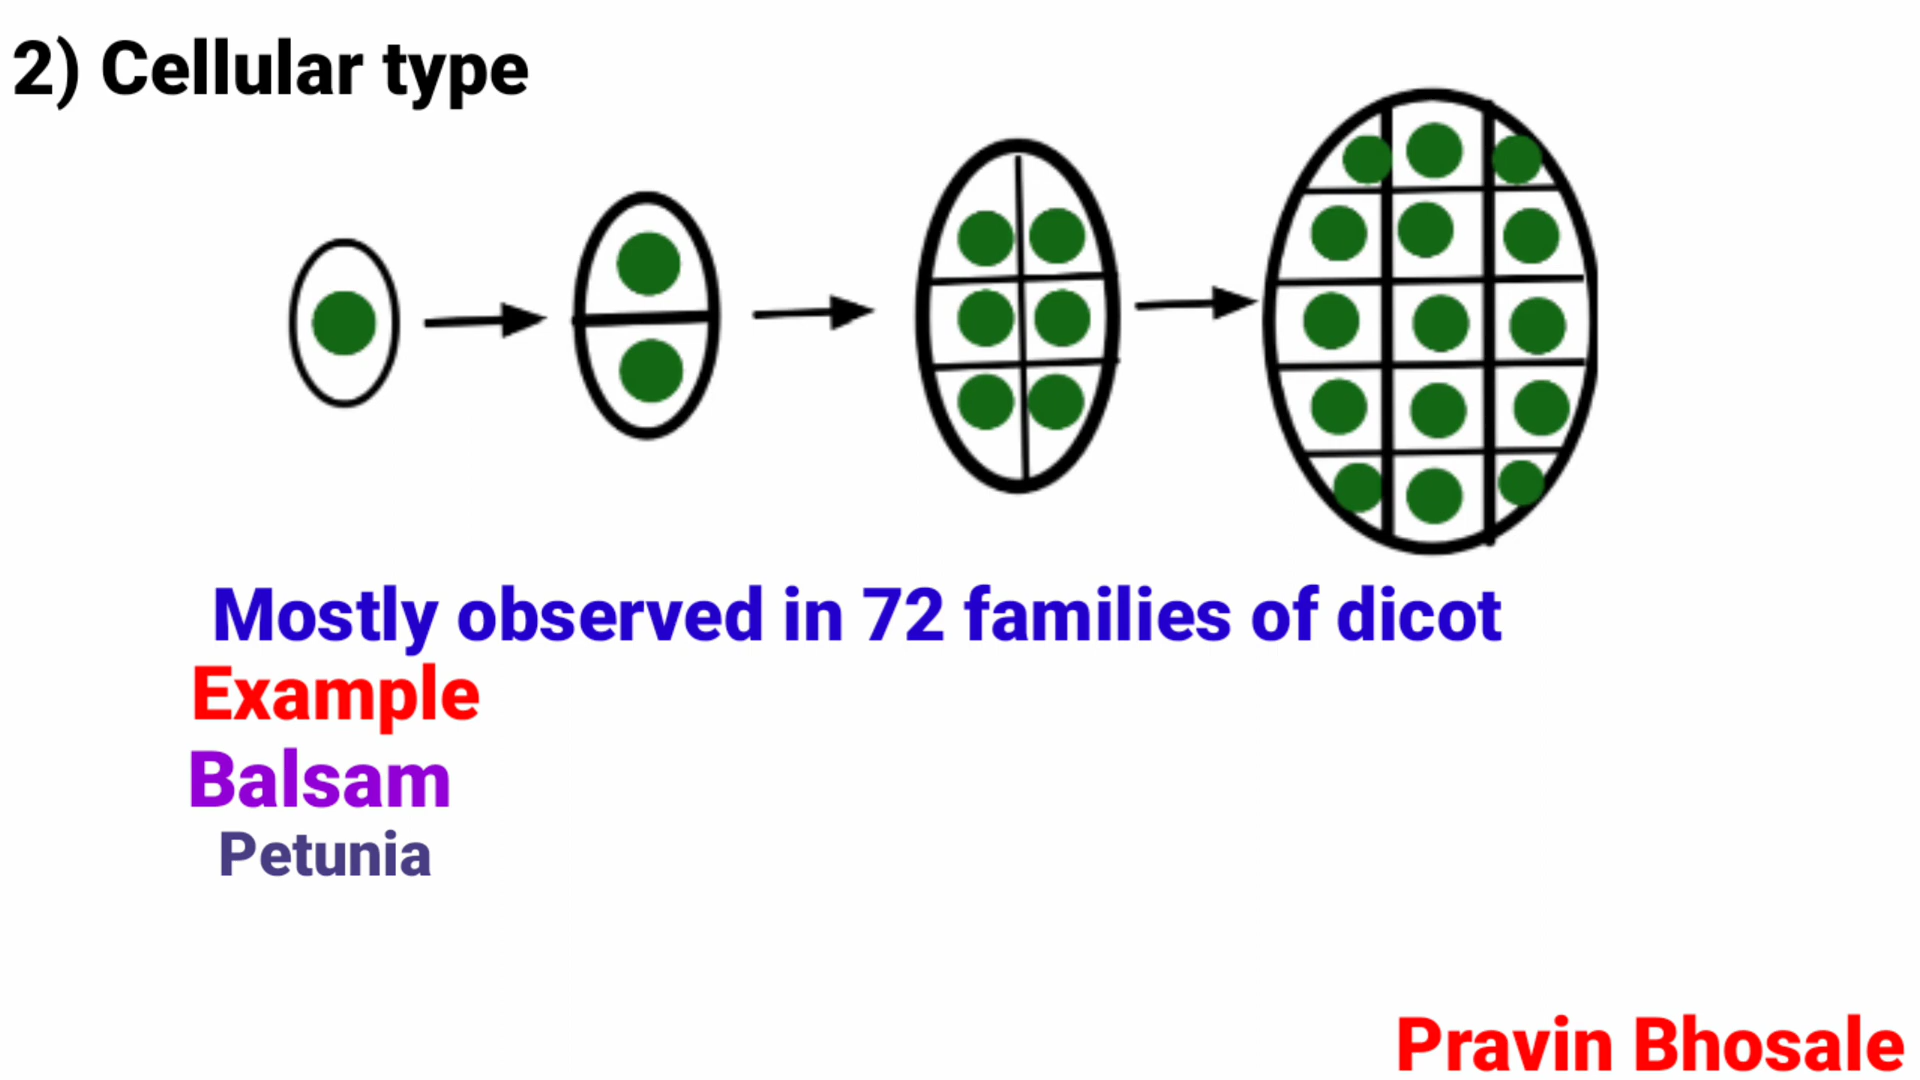 2) Cellular type
Mostly observed in 72 families of dicot
Example
Balsam
Petunia
Pravin Bhosale